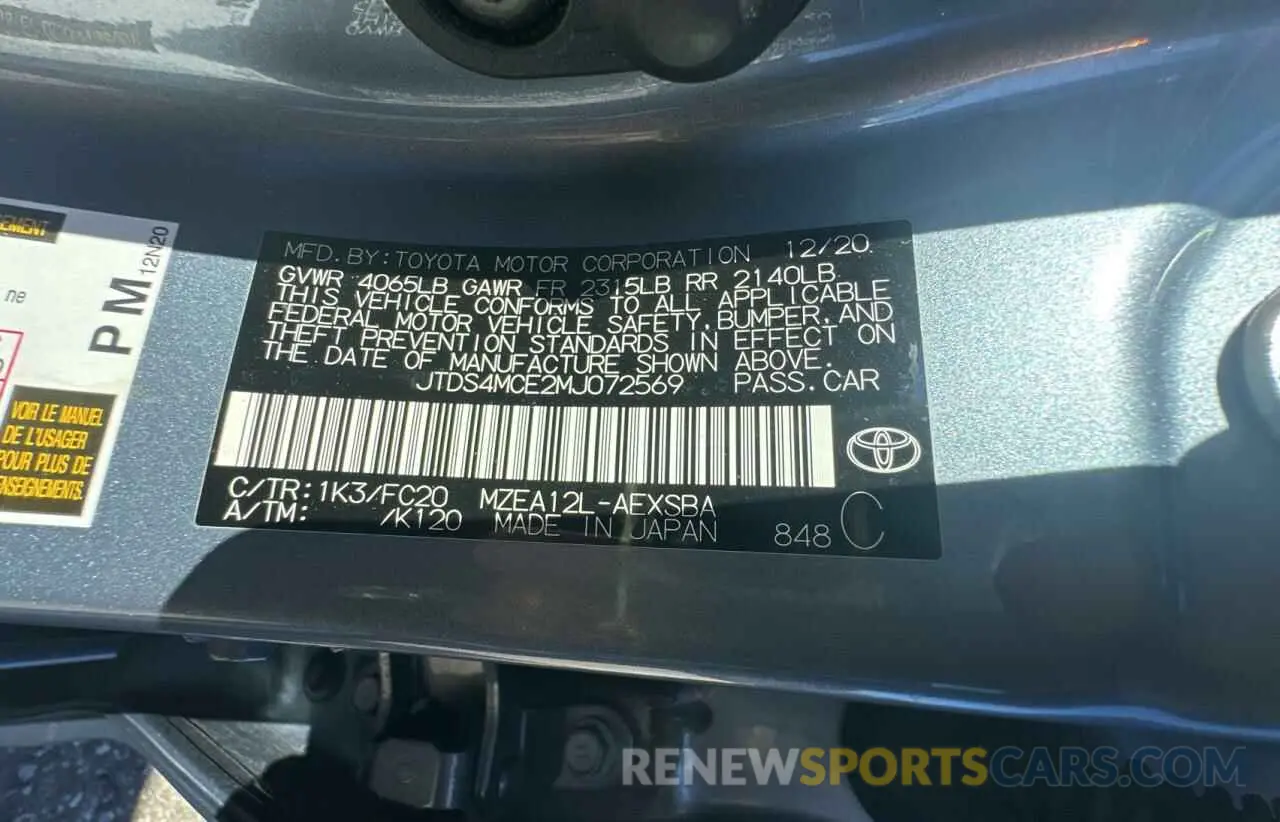 EMENT
ne
PM 12N20
VOIR LE MANUEL
DE L'USAGER
POUR PLUS DE
RENSEIGNEMENTS.
MFD. BY: TOYOTA MOTOR CORPORATION 12/20
GVWR 4065LB GAWR FR 2315LB RR 2140LB
THIS VEHICLE CONFORMS TO ALL APPLICABLE
FEDERAL MOTOR VEHICLE SAFETY, BUMPER, AND
THEFT PREVENTION STANDARDS IN EFFECT ON
THE DATE OF MANUFACTURE SHOWN ABOVE.
JTDS4MCE2MJ072569 PASS. CAR
C/TR: 1K3/FC20 MZEA12L-AEXSBA
A/TM: /K120 MADE IN JAPAN 848 C
RENEWSPORTSCARS.COM